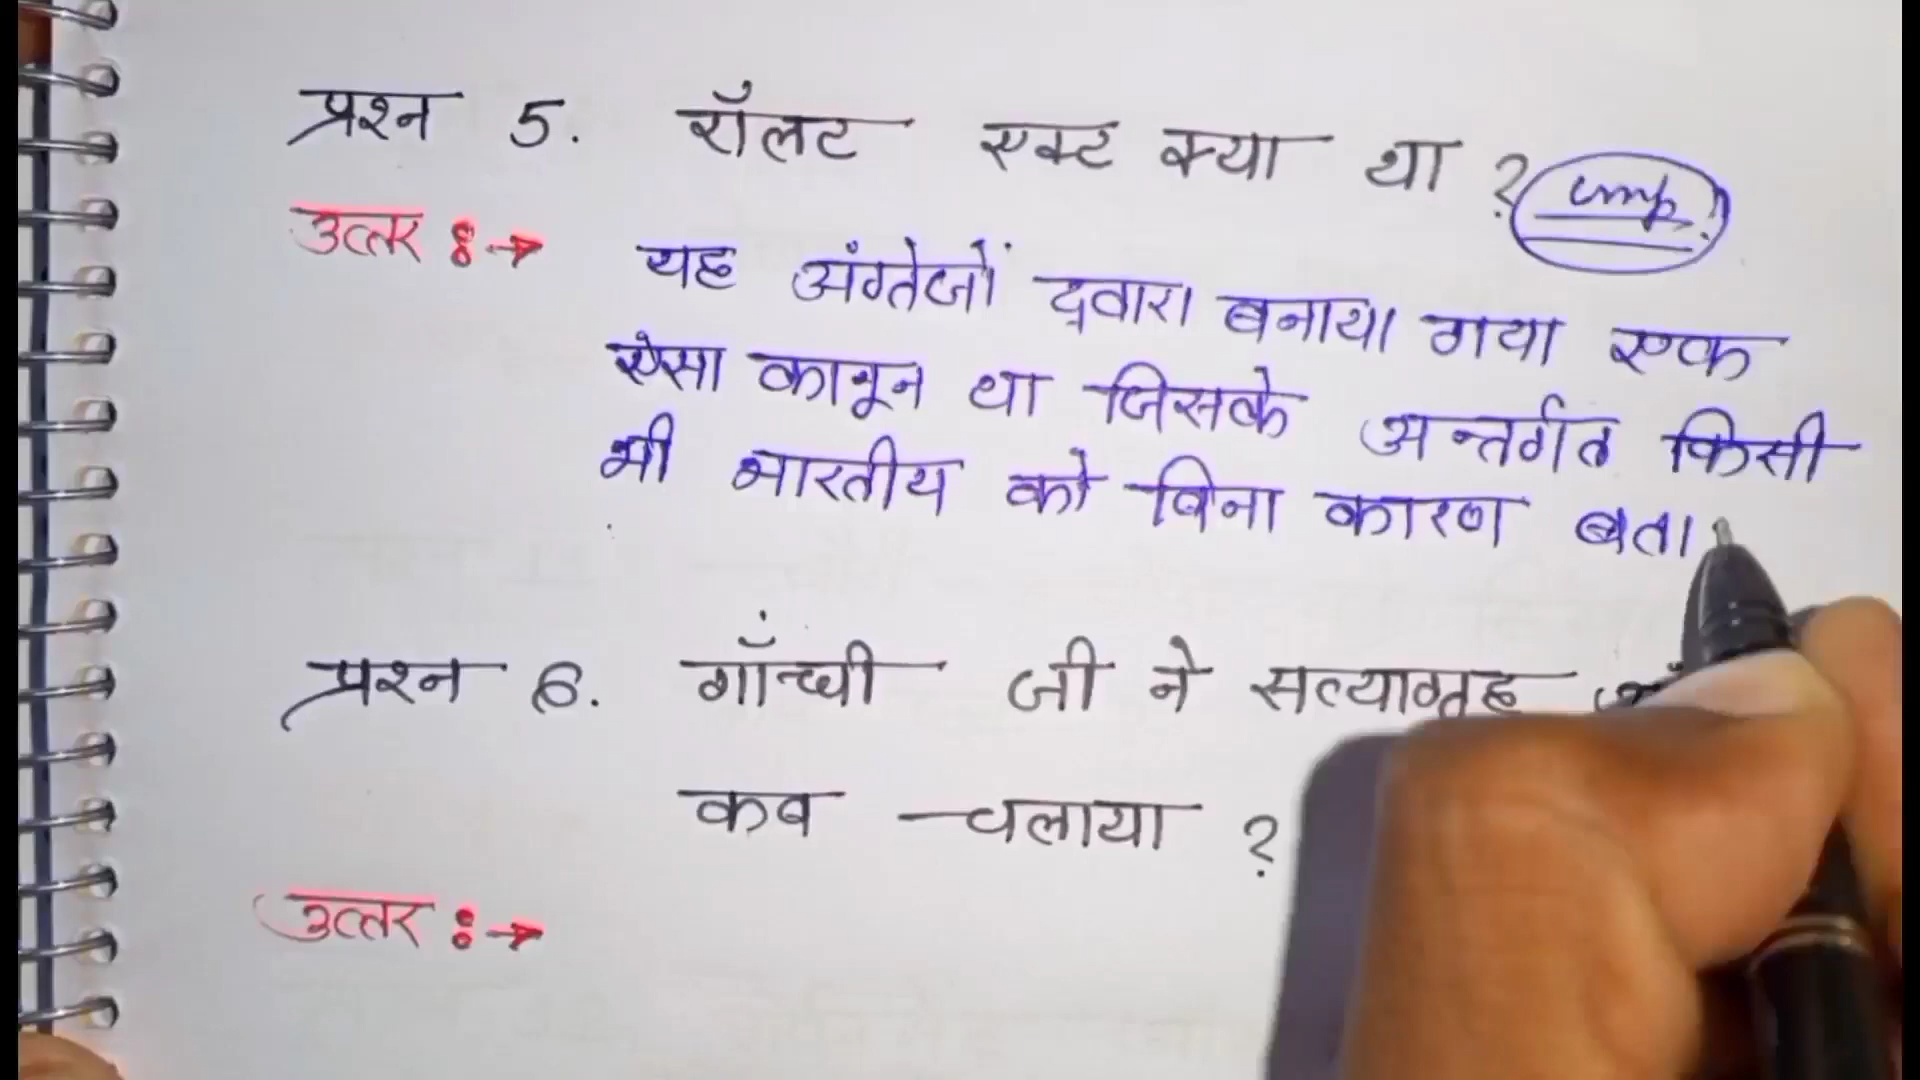 प्रश्न 5. रॉलट एक्ट क्या था ? Imp!
उत्तर :→ यह अंग्रेजों द्वारा बनाया गया एक
ऐसा कानून था जिसके अन्तर्गत किसी
भी भारतीय को बिना कारण बता
प्रश्न 6. गाँन्धी जी ने सत्याग्रह
कब चलाया ?
उत्तर :→